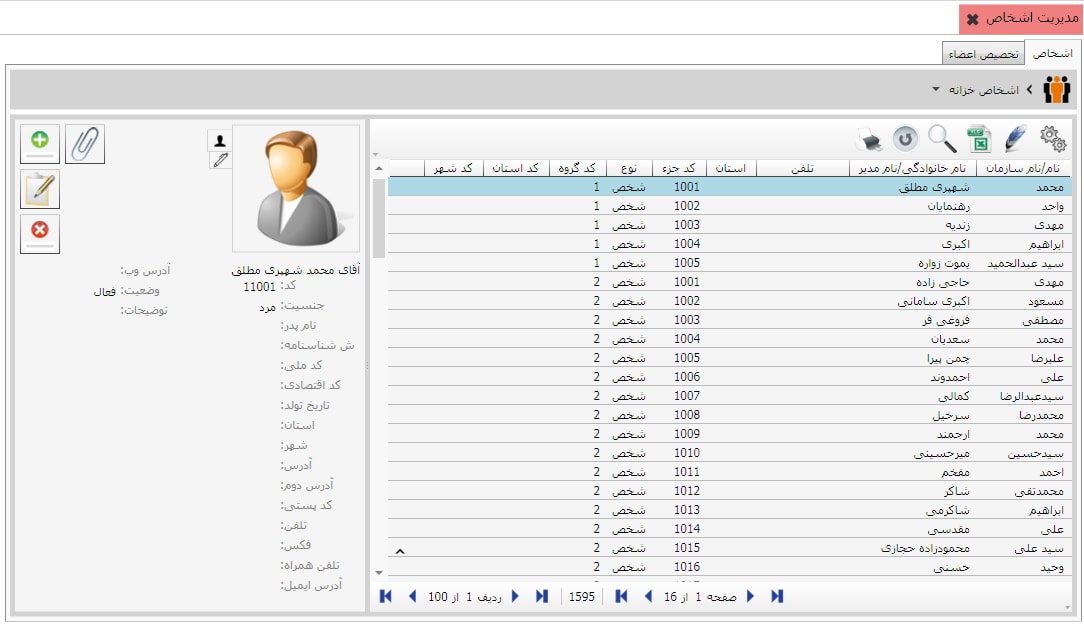 مدیریت اشخاص
اشخاص
تخصیص اعضاء
اشخاص خزانه
نام/نام سازمان نام خانوادگی/نام مدیر تلفن استان کد جزء نوع کد گروه کد استان کد شهر
محمد شهپری مطلق 1001 شخص 1
واحد رهنمایان 1002 شخص 1
مهدی زندیه 1003 شخص 1
ابراهیم اکبری 1004 شخص 1
سید عبدالحمید یموت زواره 1005 شخص 1
مهدی حاجی زاده 1001 شخص 2
مسعود اکبری سامانی 1002 شخص 2
مصطفی فروغی فر 1003 شخص 2
محمد سعدیان 1004 شخص 2
علیرضا چمن پیرا 1005 شخص 2
علی احمدوند 1006 شخص 2
سیدعبدالرضا کمالی 1007 شخص 2
محمدرضا سرخیل 1008 شخص 2
محمد ارجمند 1009 شخص 2
سیدحسین میرحسینی 1010 شخص 2
احمد مفخم 1011 شخص 2
محمدتقی شاکر 1012 شخص 2
ابراهیم شاکرمی 1013 شخص 2
علی مقدسی 1014 شخص 2
سید علی محمودزاده حجازی 1015 شخص 2
وحید حسنی 1016 شخص 2
صفحه 1 از 16
1595
ردیف 1 از 100
آقای محمد شهپری مطلق
کد: 11001
جنسیت: مرد
نام پدر:
ش شناسنامه:
کد ملی:
کد اقتصادی:
تاریخ تولد:
استان:
شهر:
آدرس:
آدرس دوم:
کد پستی:
تلفن:
فکس:
تلفن همراه:
آدرس ایمیل:
آدرس وب:
وضعیت: فعال
توضیحات: